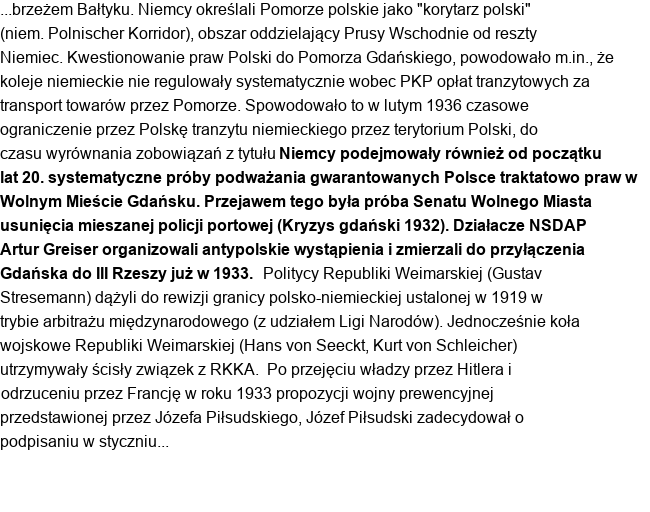 ...brzeżem Bałtyku. Niemcy określali Pomorze polskie jako "korytarz polski"
(niem. Polnischer Korridor), obszar oddzielający Prusy Wschodnie od reszty
Niemiec. Kwestionowanie praw Polski do Pomorza Gdańskiego, powodowało m.in., że
koleje niemieckie nie regulowały systematycznie wobec PKP opłat tranzytowych za
transport towarów przez Pomorze. Spowodowało to w lutym 1936 czasowe
ograniczenie przez Polskę tranzytu niemieckiego przez terytorium Polski, do
czasu wyrównania zobowiązań z tytułu Niemcy podejmowały również od początku
lat 20. systematyczne próby podważania gwarantowanych Polsce traktatowo praw w
Wolnym Mieście Gdańsku. Przejawem tego była próba Senatu Wolnego Miasta
usunięcia mieszanej policji portowej (Kryzys gdański 1932). Działacze NSDAP
Artur Greiser organizowali antypolskie wystąpienia i zmierzali do przyłączenia
Gdańska do III Rzeszy już w 1933.  Politycy Republiki Weimarskiej (Gustav
Stresemann) dążyli do rewizji granicy polsko-niemieckiej ustalonej w 1919 w
trybie arbitrażu międzynarodowego (z udziałem Ligi Narodów). Jednocześnie koła
wojskowe Republiki Weimarskiej (Hans von Seeckt, Kurt von Schleicher)
utrzymywały ścisły związek z RKKA.  Po przejęciu władzy przez Hitlera i
odrzuceniu przez Francję w roku 1933 propozycji wojny prewencyjnej
przedstawionej przez Józefa Piłsudskiego, Józef Piłsudski zadecydował o
podpisaniu w styczniu...